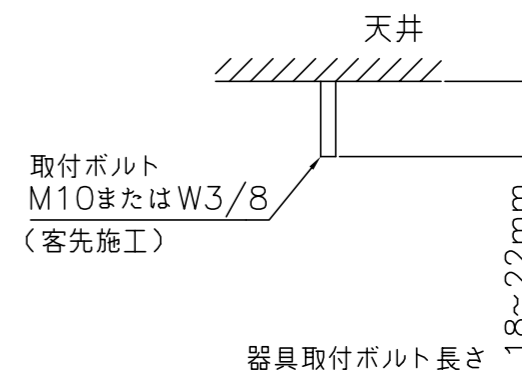 天井
取付ボルト
M10またはW3/8
（客先施工）
18~22mm
器具取付ボルト長さ